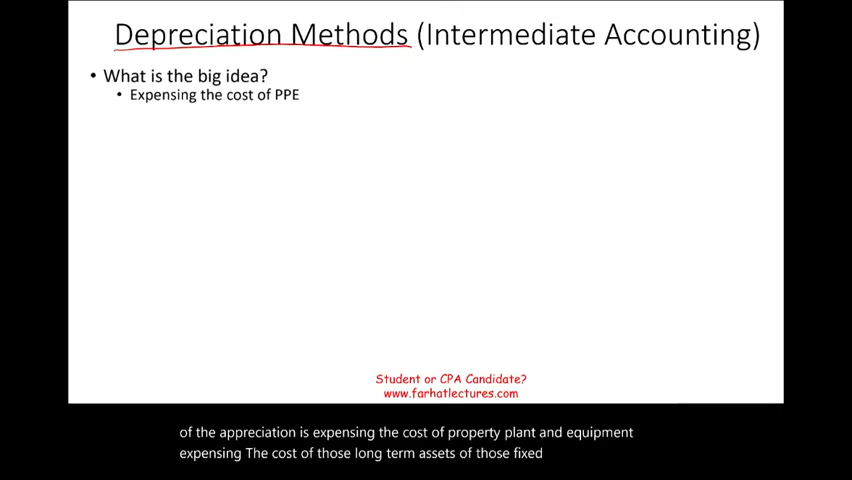 Depreciation Methods (Intermediate Accounting)
• What is the big idea?
• Expensing the cost of PPE
Student or CPA Candidate?
www.farhatlectures.com
of the appreciation is expensing the cost of property plant and equipment
expensing The cost of those long term assets of those fixed